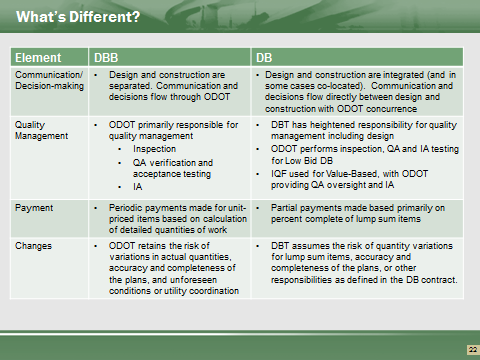 What's Different?
Element
DBB
DB
Communication/
Decision-making
• Design and construction are
separated. Communication and
decisions flow through ODOT
• Design and construction are integrated (and in
some cases co-located). Communication and
decisions flow directly between design and
construction with ODOT concurrence
Quality
Management
• ODOT primarily responsible for
quality management
• Inspection
• QA verification and
acceptance testing
• IA
• DBT has heightened responsibility for quality
management including design
• ODOT performs inspection, QA and IA testing
for Low Bid DB
• IQF used for Value-Based, with ODOT
providing QA oversight and IA
Payment
• Periodic payments made for unit-
priced items based on calculation
of detailed quantities of work
• Partial payments made based primarily on
percent complete of lump sum items
Changes
• ODOT retains the risk of
variations in actual quantities,
accuracy and completeness of
the plans, and unforeseen
conditions or utility coordination
• DBT assumes the risk of quantity variations
for lump sum items, accuracy and
completeness of the plans, or other
responsibilities as defined in the DB contract.
22